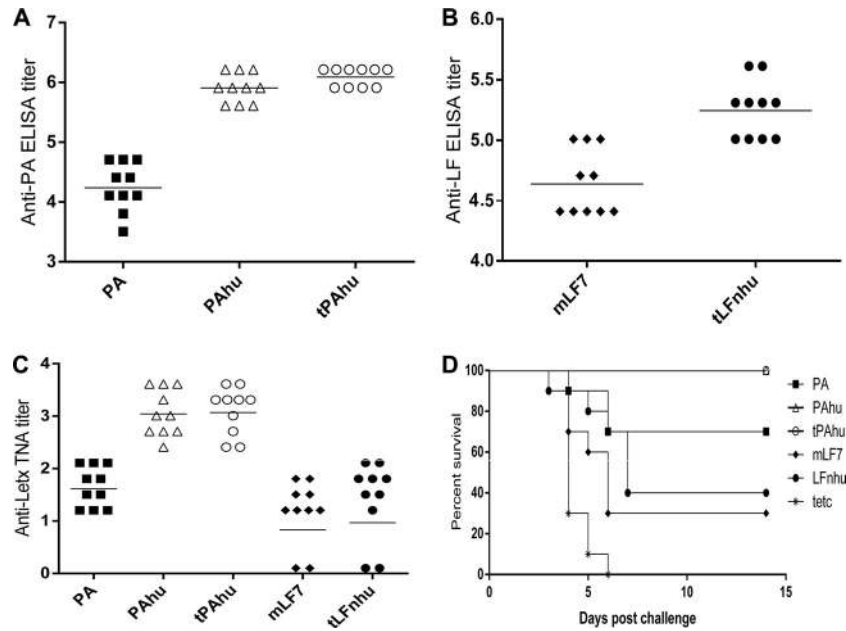 A
Anti-PA ELISA titer
7
6
5
4
3
PA
PAhu
tPAhu
B
Anti-LF ELISA titer
6.0
5.5
5.0
4.5
4.0
mLF7
tLFnhu
C
Anti-Letx TNA titer
4
3
2
1
0
PA
PAhu
tPAhu
mLF7
tLFnhu
D
Percent survival
100
80
60
40
20
0
0
5
10
15
Days post challenge
PA
PAhu
tPAhu
mLF7
LFnhu
tetc